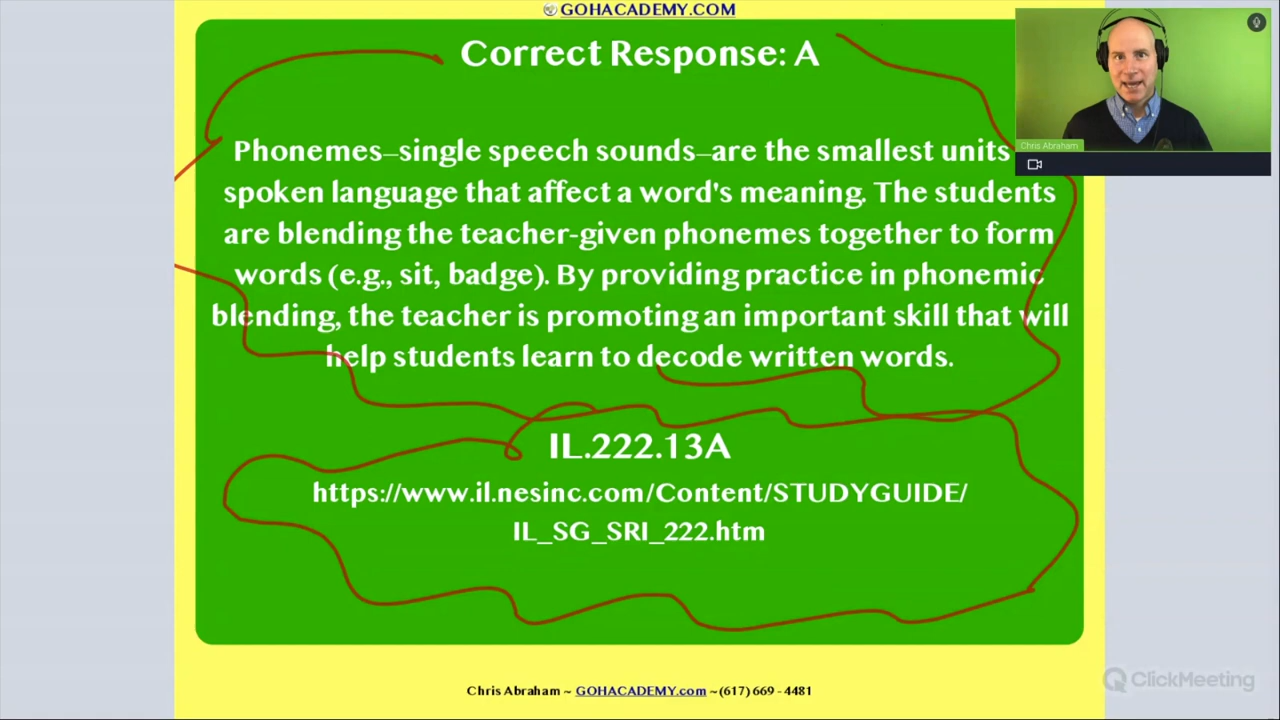 GOHACADEMY.COM
Correct Response: A
Chris Abraham
Phonemes–single speech sounds–are the smallest units
spoken language that affect a word's meaning. The students
are blending the teacher-given phonemes together to form
words (e.g., sit, badge). By providing practice in phonemic
blending, the teacher is promoting an important skill that will
help students learn to decode written words.
IL.222.13A
https://www.il.nesinc.com/Content/STUDYGUIDE/
IL_SG_SRI_222.htm
ClickMeeting
Chris Abraham ~ GOHACADEMY.com ~(617) 669 - 4481